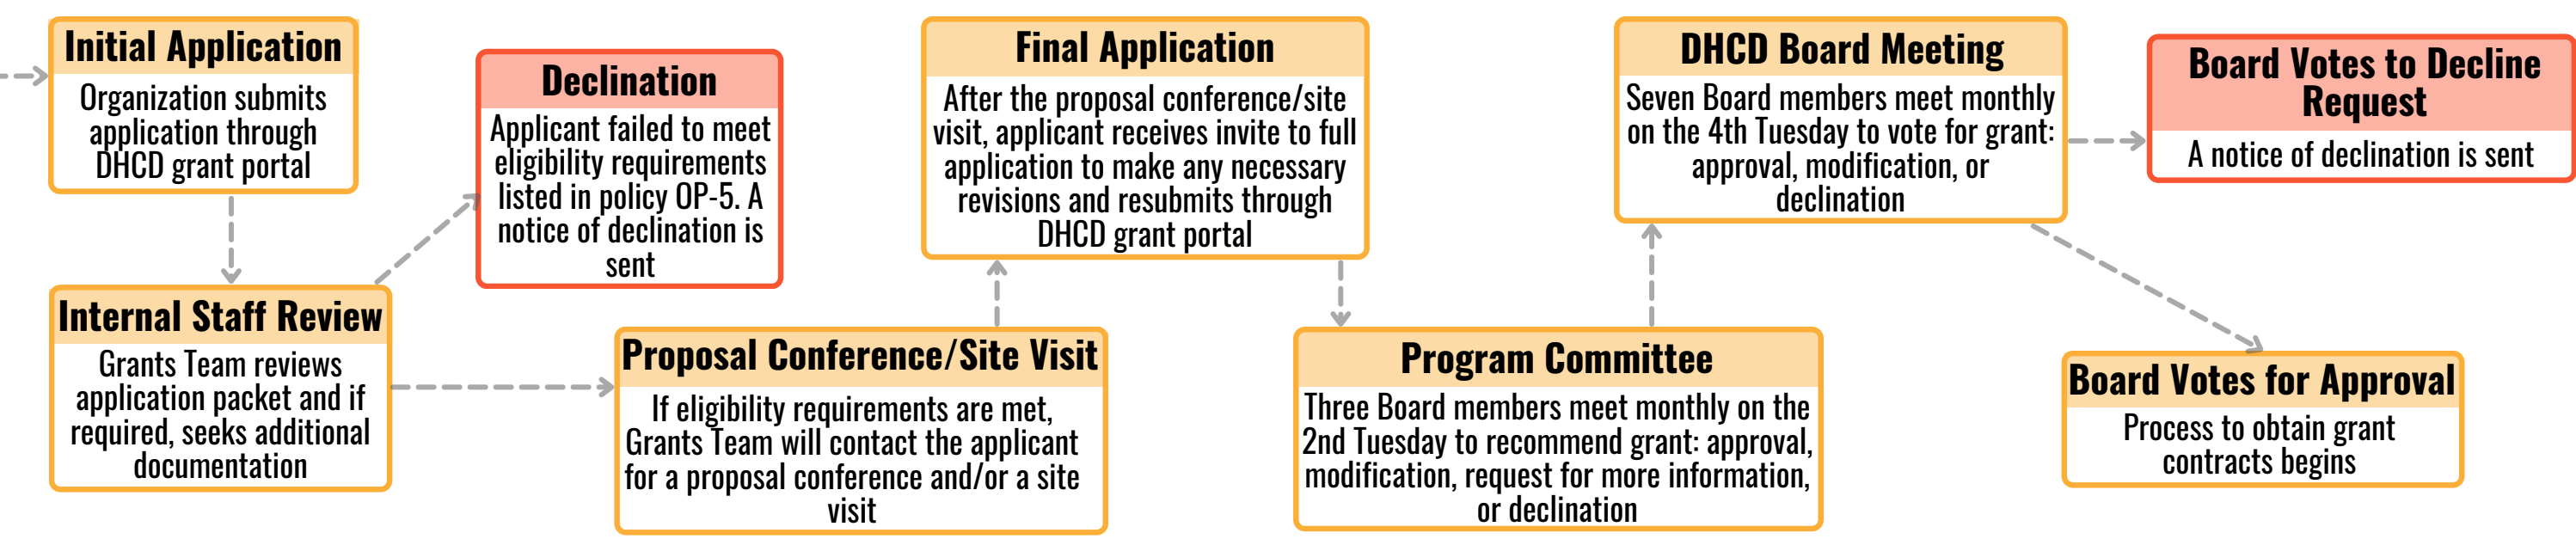 Initial Application
Organization submits
application through
DHCD grant portal
Internal Staff Review
Grants Team reviews
application packet and if
required, seeks additional
documentation
Declination
Applicant failed to meet
eligibility requirements
listed in policy OP-5. A
notice of declination is
sent
Proposal Conference/Site Visit
If eligibility requirements are met,
Grants Team will contact the applicant
for a proposal conference and/or a site
visit
Final Application
After the proposal conference/site
visit, applicant receives invite to full
application to make any necessary
revisions and resubmits through
DHCD grant portal
Program Committee
Three Board members meet monthly on the
2nd Tuesday to recommend grant: approval,
modification, request for more information,
or declination
DHCD Board Meeting
Seven Board members meet monthly
on the 4th Tuesday to vote for grant:
approval, modification, or
declination
Board Votes to Decline
Request
A notice of declination is sent
Board Votes for Approval
Process to obtain grant
contracts begins